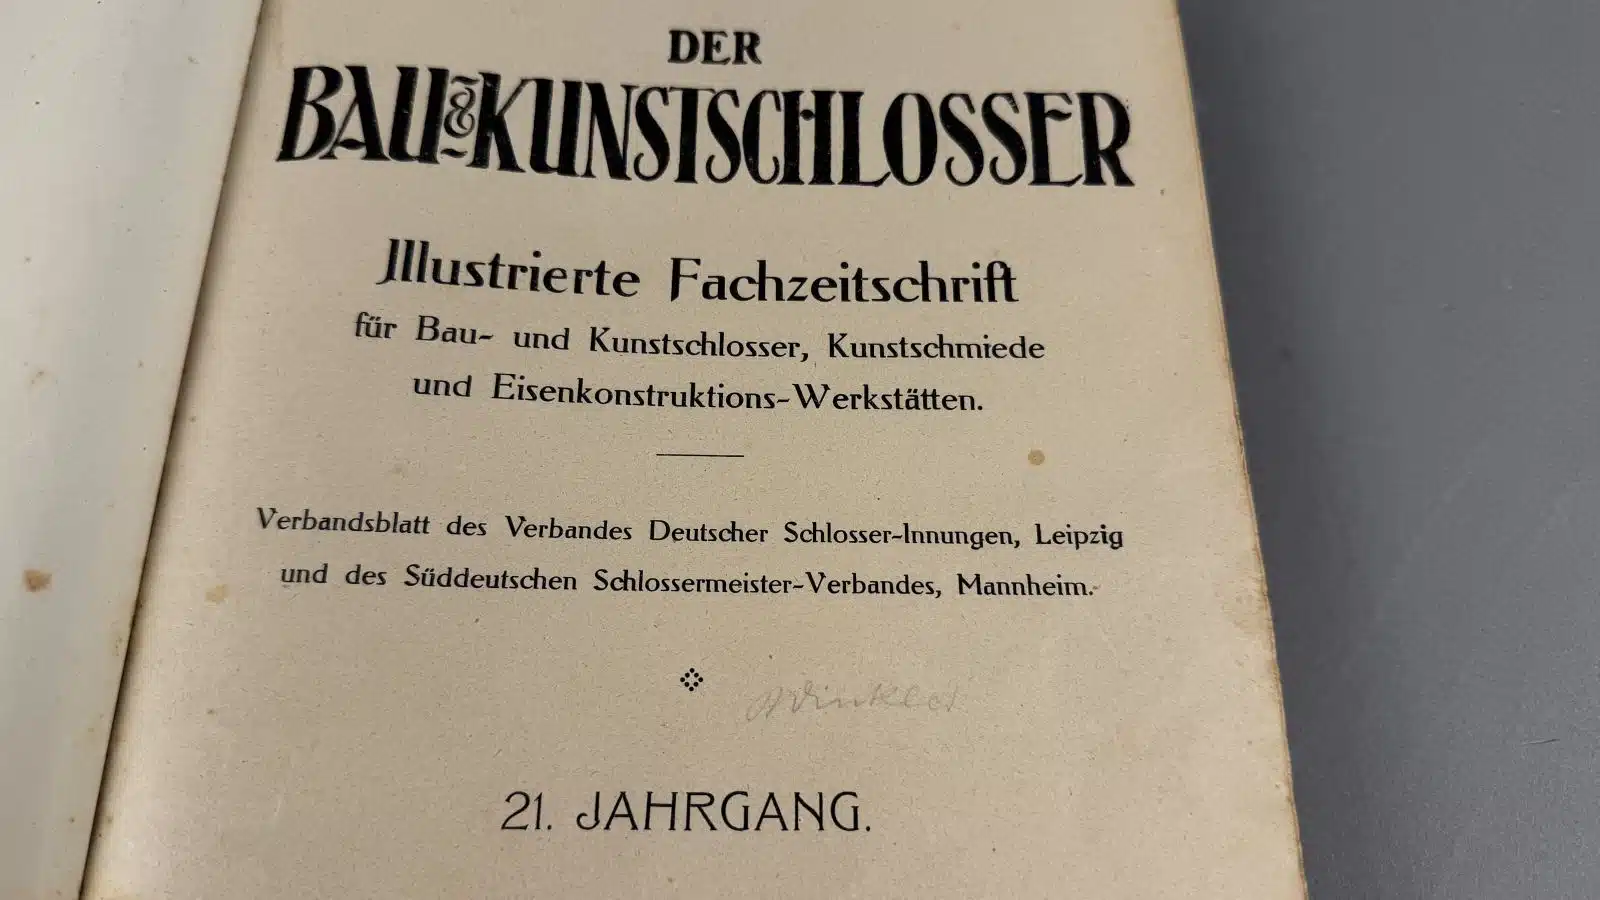 DER
BAU & KUNSTSCHLOSSER
Illustrierte Fachzeitschrift
für Bau- und Kunstschlosser, Kunstschmiede
und Eisenkonstruktions-Werkstätten.
Verbandsblatt des Verbandes Deutscher Schlosser-Innungen, Leipzig
und des Süddeutschen Schlossermeister-Verbandes, Mannheim.
21. JAHRGANG.